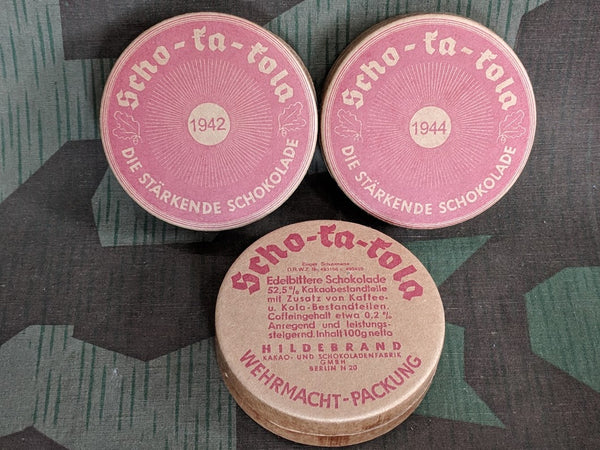 Scho-ka-kola
1942
DIE STÄRKENDE SCHOKOLADE
Scho-ka-kola
1944
DIE STÄRKENDE SCHOKOLADE
Scho-ka-kola
Edelbittere Schokolade
52,5% Kakaobestandteile
mit Zusatz von Kaffee-
u. Kola-Bestandteilen.
Coffeingehalt etwa 0,2%
Anregend und leistungs-
steigernd. Inhalt 100g netto
HILDEBRAND
KAKAO- UND SCHOKOLADENFABRIK
GMBH
BERLIN N 20
WEHRMACHT-PACKUNG